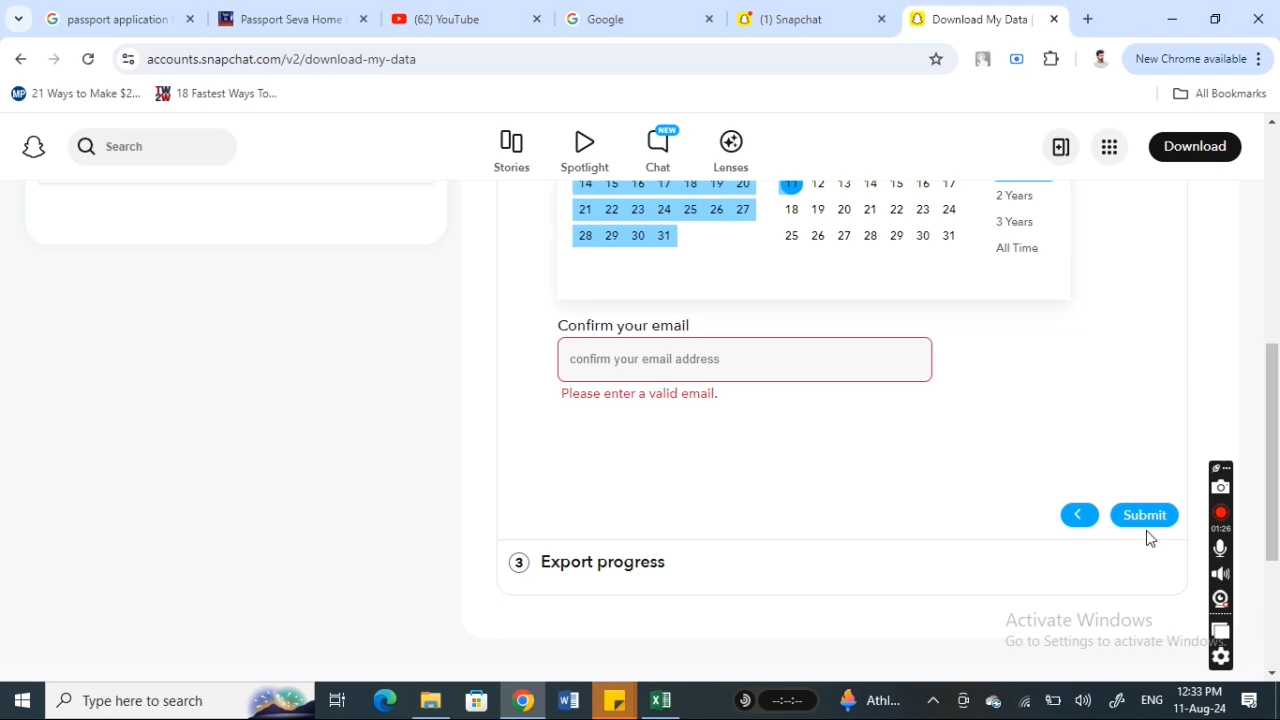 passport application
Passport Seva Home
(62) YouTube
Google
(1) Snapchat
Download My Data |
accounts.snapchat.com/v2/download-my-data
New Chrome available
MP 21 Ways to Make $2...
18 Fastest Ways To...
All Bookmarks
Search
Stories
Spotlight
NEW
Chat
Lenses
Download
14 15 16 17 18 19 20
11 12 13 14 15 16 17
2 Years
21 22 23 24 25 26 27
18 19 20 21 22 23 24
3 Years
28 29 30 31
25 26 27 28 29 30 31
All Time
Confirm your email
confirm your email address
Please enter a valid email.
Submit
01:26
3 Export progress
Activate Windows
Go to Settings to activate Windows.
Type here to search
--:--:--
Athl...
ENG
12:33 PM
11-Aug-24